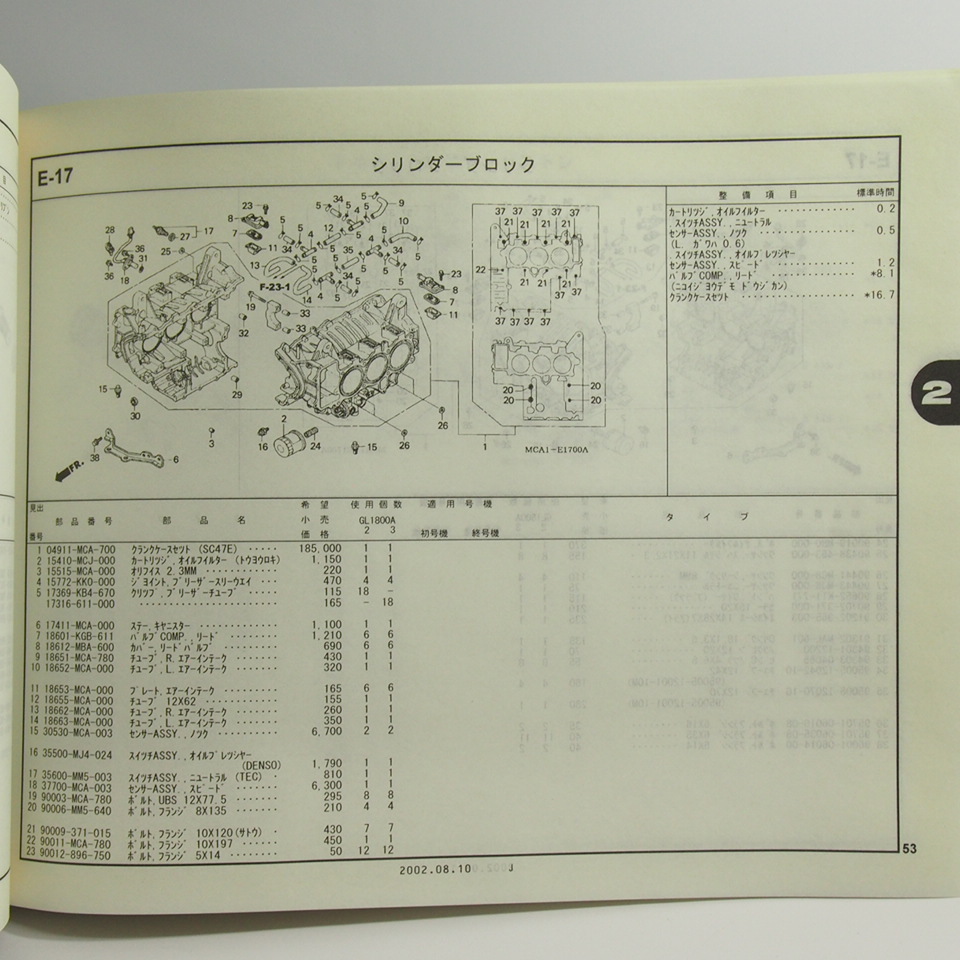 E-17
シリンダーブロック
整備項目 標準時間
カートリツジ,オイルフイルター ・・・・・・・・・・・・・・ 0.2
スイツチASSY.,ニユートラル
センサーASSY.,ノツク ・・・・・・・・・・・・・・ 0.5
(L. ガワハ 0.6)
スイツチASSY.,オイルプレツシヤー
センサーASSY.,スピード ・・・・・・・・・・・・・・ 1.2
バルブCOMP.,リード ・・・・・・・・・・・・・・ *8.1
(ニコイジヨウデモ ドウジカン)
クランクケースセット ・・・・・・・・・・・・・・ *16.7
F-23-1
FR.
MCA1-E1700A
2
見出番号 部品番号 部品名 希望小売価格 使用個数 GL1800A 2 3 適用号機 初号機 終号機 タイプ
1 04911-MCA-700 クランクケースセツト (SC47E) ・・・・・ 185,000 1 1
2 15410-MCJ-000 カートリツジ,オイルフイルター (トウヨウロキ) 1,150 1 1
3 15515-MCA-000 オリフイス 2.3MM ・・・・・・・・・・ 220 1 1
4 15772-KK0-000 ジヨイント,ブリーザースリーウエイ ・・・ 470 4 4
5 17369-KB4-670 クリツプ,ブリーザーチユーブ ・・・・・ 115 18 -
17316-611-000 ・・・・・・・・・・・・・・・・・・ 165 - 18
6 17411-MCA-000 ステー,キヤニスター ・・・・・・・・・ 1,100 1 1
7 18601-KGB-611 バルブCOMP.,リード ・・・・・・・・ 1,210 6 6
8 18612-MBA-600 カバー,リードバルブ ・・・・・・・・・ 690 6 6
9 18651-MCA-780 チユーブ,R.エアーインテーク ・・・・・ 430 1 1
10 18652-MCA-000 チユーブ,L.エアーインテーク ・・・・・ 320 1 1
11 18653-MCA-000 プレート,エアーインテーク ・・・・・・ 165 6 6
12 18655-MCA-000 チユーブ 12X62 ・・・・・・・・・・ 155 1 1
13 18662-MCA-000 チユーブ,R.エアーインテーク ・・・・・ 260 1 1
14 18663-MCA-000 チユーブ,L.エアーインテーク ・・・・・ 350 1 1
15 30530-MCA-003 センサーASSY.,ノツク ・・・・・・・ 6,700 2 2
16 35500-MJ4-024 スイツチASSY.,オイルプレツシヤー
(DENSO) 1,790 1 1
17 35600-MM5-003 スイツチASSY.,ニユートラル (TEC) ・ 810 1 1
18 37700-MCA-003 センサーASSY.,スピード ・・・・・・ 6,300 1 1
19 90003-MCA-780 ボルト,UBS 12X77.5 ・・・・・・・ 295 8 8
20 90006-MM5-640 ボルト,フランジ 8X135 ・・・・・・ 210 4 4
21 90009-371-015 ボルト,フランジ 10X120(サトウ) ・ 430 7 7
22 90011-MCA-780 ボルト,フランジ 10X197 ・・・・・ 450 1 1
23 90012-896-750 ボルト,フランジ 5X14 ・・・・・・・ 50 12 12
53
2002.08.10 J